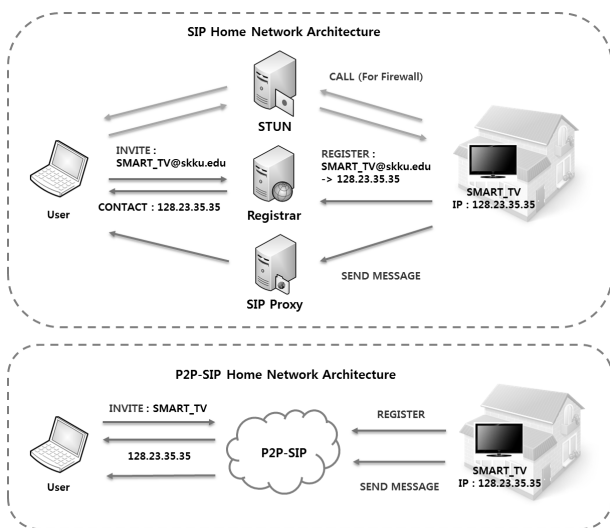 SIP Home Network Architecture
CALL (For Firewall)
STUN
INVITE :
SMART_TV@skku.edu
REGISTER :
SMART_TV@skku.edu
-> 128.23.35.35
CONTACT : 128.23.35.35
User
Registrar
SMART_TV
IP : 128.23.35.35
SEND MESSAGE
SIP Proxy
P2P-SIP Home Network Architecture
INVITE : SMART_TV
REGISTER
128.23.35.35
P2P-SIP
User
SEND MESSAGE
SMART_TV
IP : 128.23.35.35